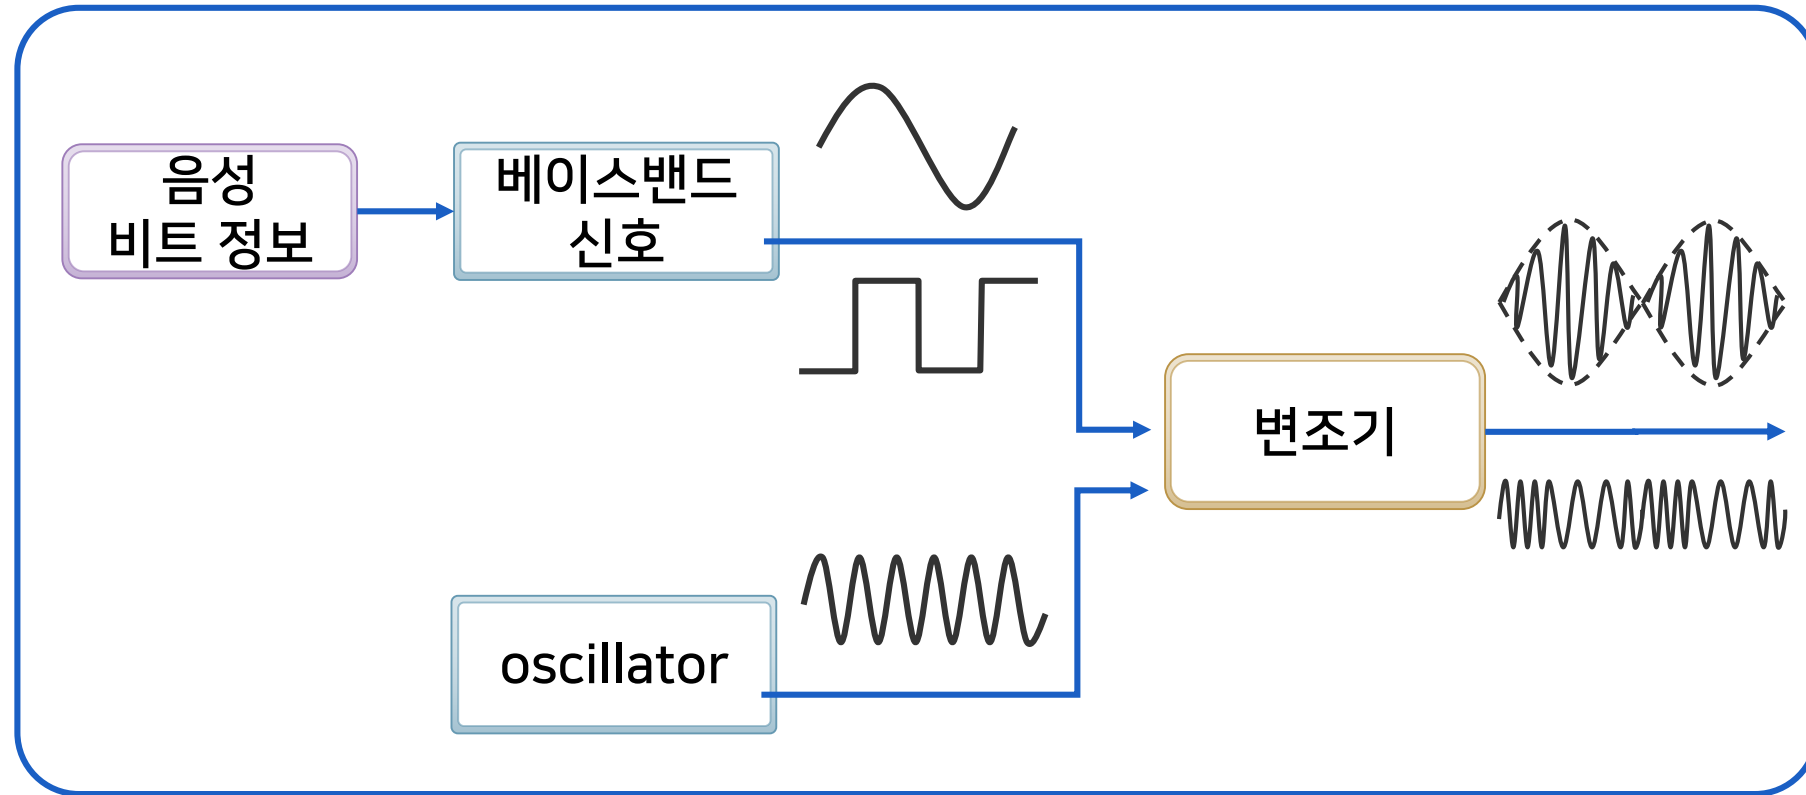 음성
비트 정보
베이스밴드
신호
변조기
oscillator